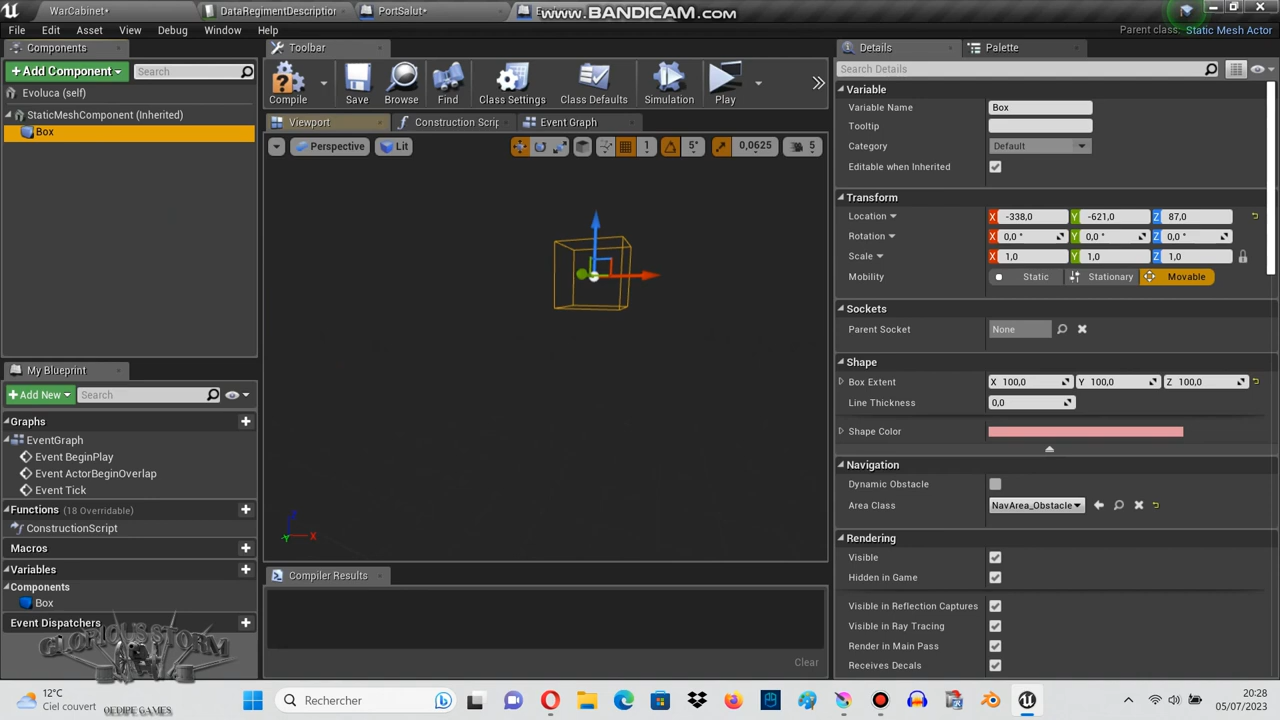 WarCabinet*
DataRegimentDescription
PortSalut*
www.BANDICAM.com
File Edit Asset View Debug Window Help
Parent class: Static Mesh Actor
Components
+ Add Component
Search
Evoluca (self)
StaticMeshComponent (Inherited)
Box
My Blueprint
+ Add New
Search
Graphs
EventGraph
Event BeginPlay
Event ActorBeginOverlap
Event Tick
Functions (18 Overridable)
ConstructionScript
Macros
Variables
Components
Box
Event Dispatchers
GLORIOUS STORM
OEDIPE GAMES
Toolbar
Compile Save Browse Find Class Settings Class Defaults Simulation Play
Viewport Construction Scrip Event Graph
Perspective Lit 1 5° 0,0625 5
Z X Y
Compiler Results
Clear
Details Palette
Search Details
Variable
Variable Name Box
Tooltip
Category Default
Editable when Inherited
Transform
Location X -338,0 Y -621,0 Z 87,0
Rotation X 0,0 ° Y 0,0 ° Z 0,0 °
Scale X 1,0 Y 1,0 Z 1,0
Mobility Static Stationary Movable
Sockets
Parent Socket None
Shape
Box Extent X 100,0 Y 100,0 Z 100,0
Line Thickness 0,0
Shape Color
Navigation
Dynamic Obstacle
Area Class NavArea_Obstacle
Rendering
Visible
Hidden in Game
Visible in Reflection Captures
Visible in Ray Tracing
Render in Main Pass
Receives Decals
12°C
Ciel couvert
Rechercher
20:28
05/07/2023